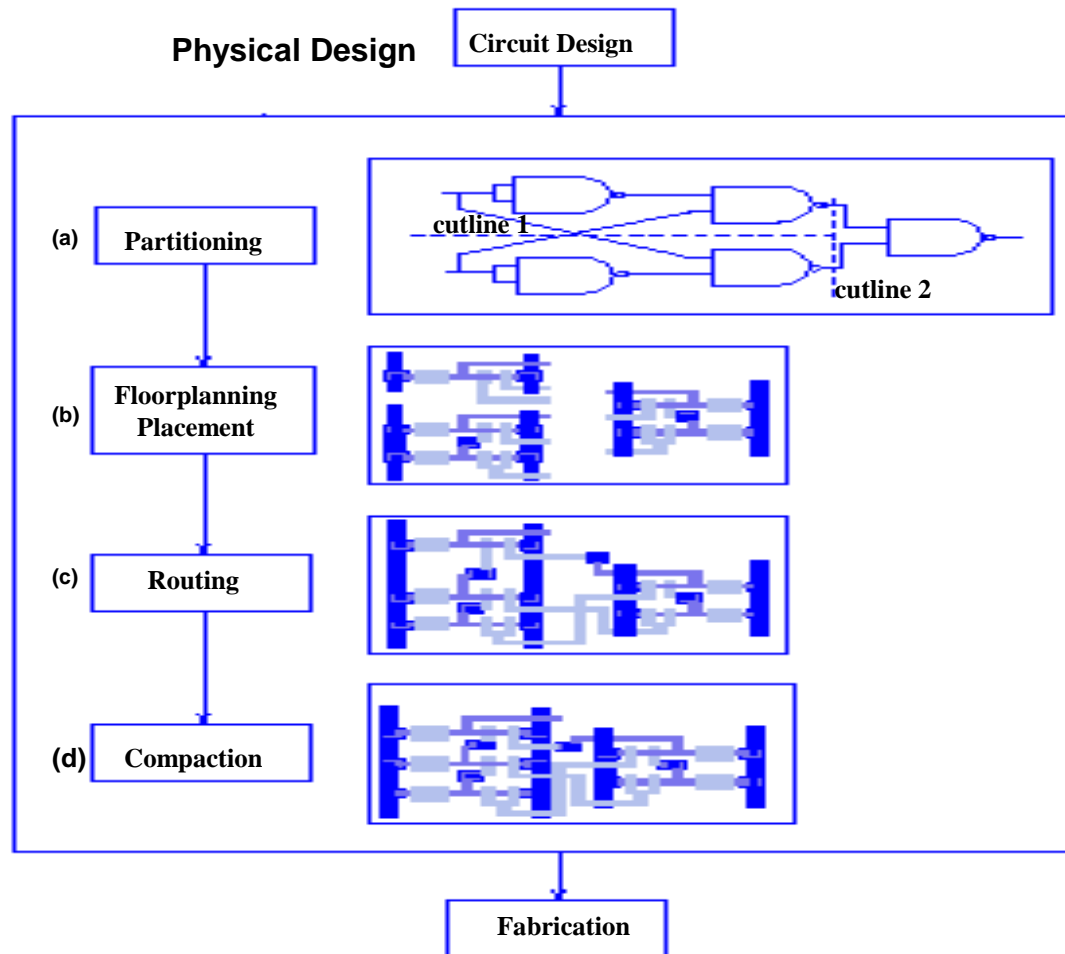 Physical Design
Circuit Design
(a)
Partitioning
cutline 1
cutline 2
(b)
Floorplanning
Placement
(c)
Routing
(d)
Compaction
Fabrication